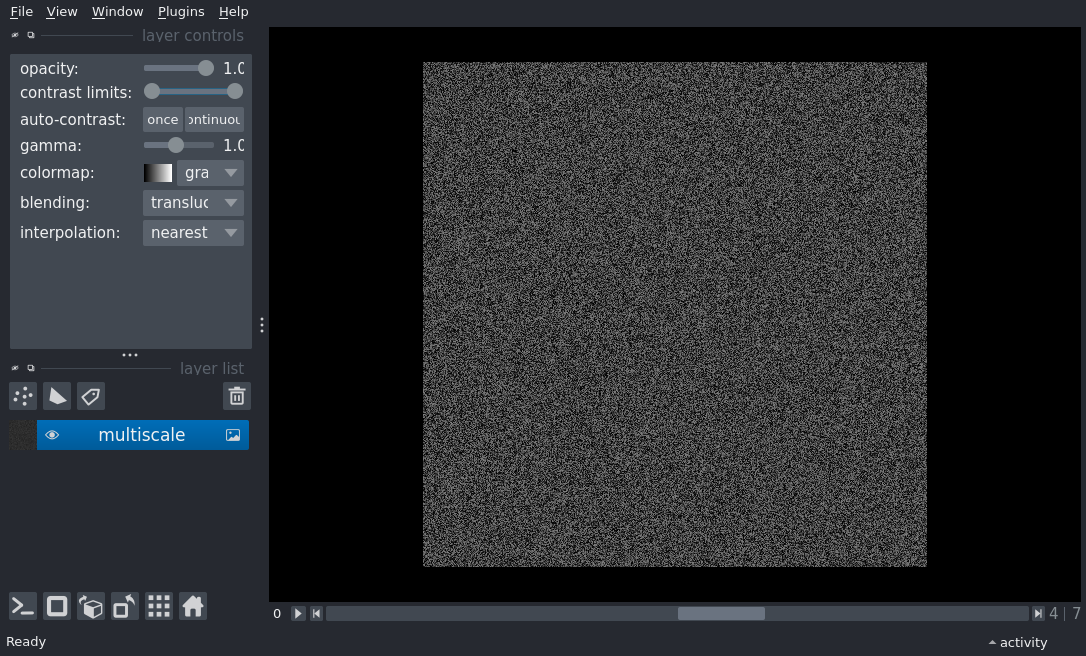 File View Window Plugins Help
layer controls
opacity: 1.0
contrast limits:
auto-contrast: once ontinuou
gamma: 1.0
colormap: gra
blending: transluc
interpolation: nearest
layer list
multiscale
0 4 | 7
Ready activity